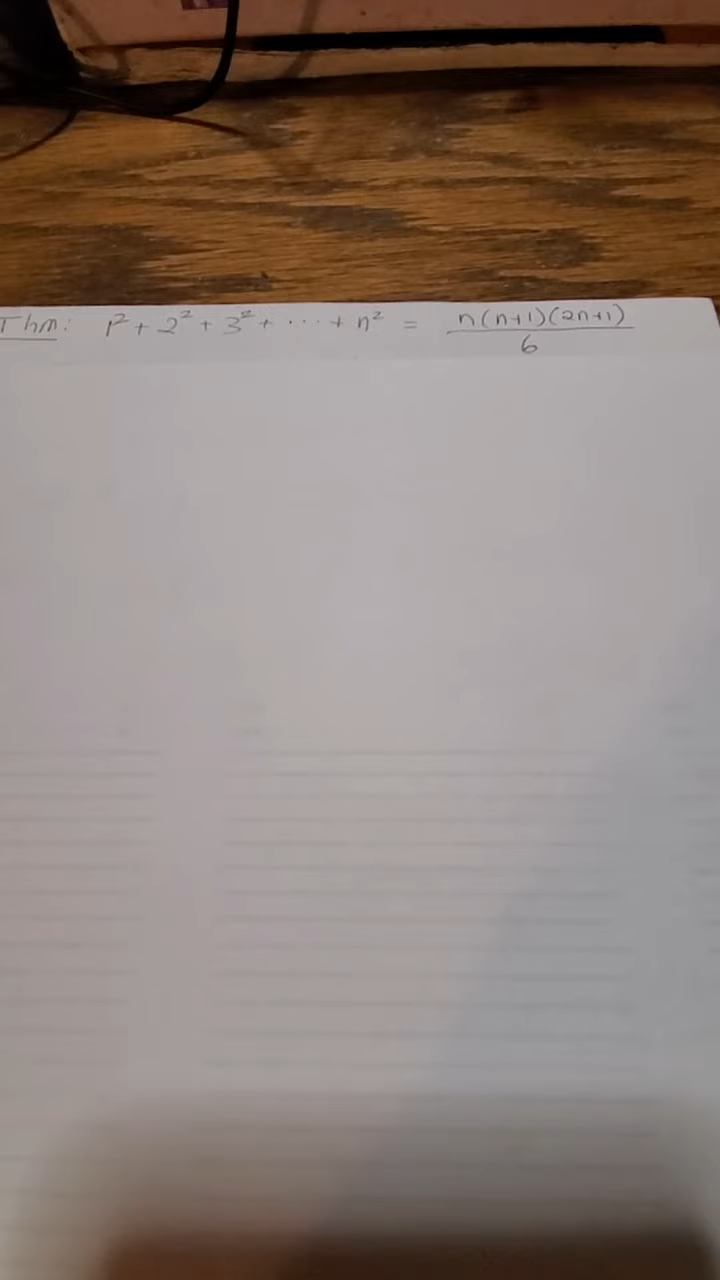 Thm: 1² + 2² + 3² + ··· + n² = n(n+1)(2n+1)/6